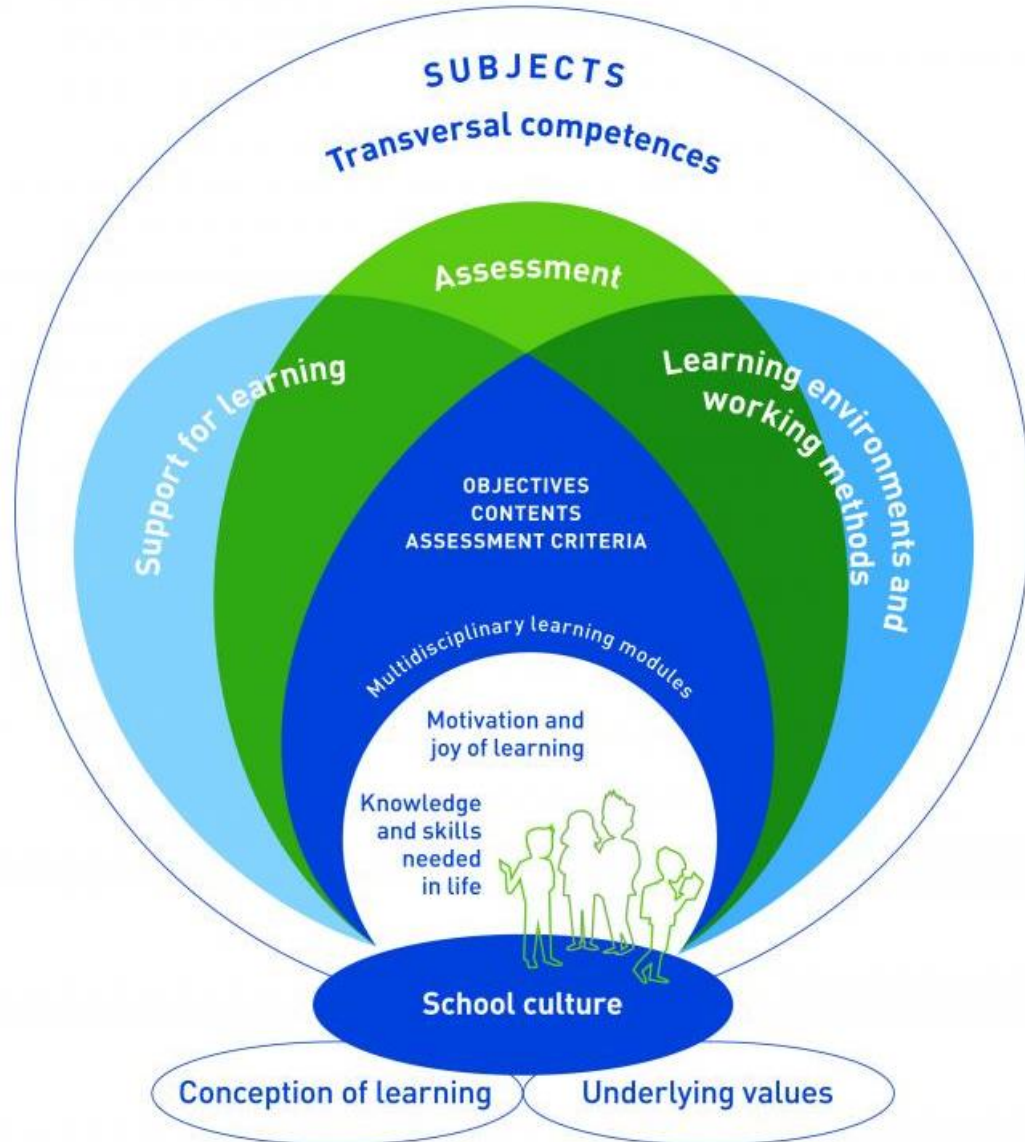 SUBJECTS
Transversal competences
Assessment
Support for learning
Learning environments and
working methods
OBJECTIVES
CONTENTS
ASSESSMENT CRITERIA
Multidisciplinary learning modules
Motivation and
joy of learning
Knowledge
and skills
needed
in life
School culture
Conception of learning
Underlying values